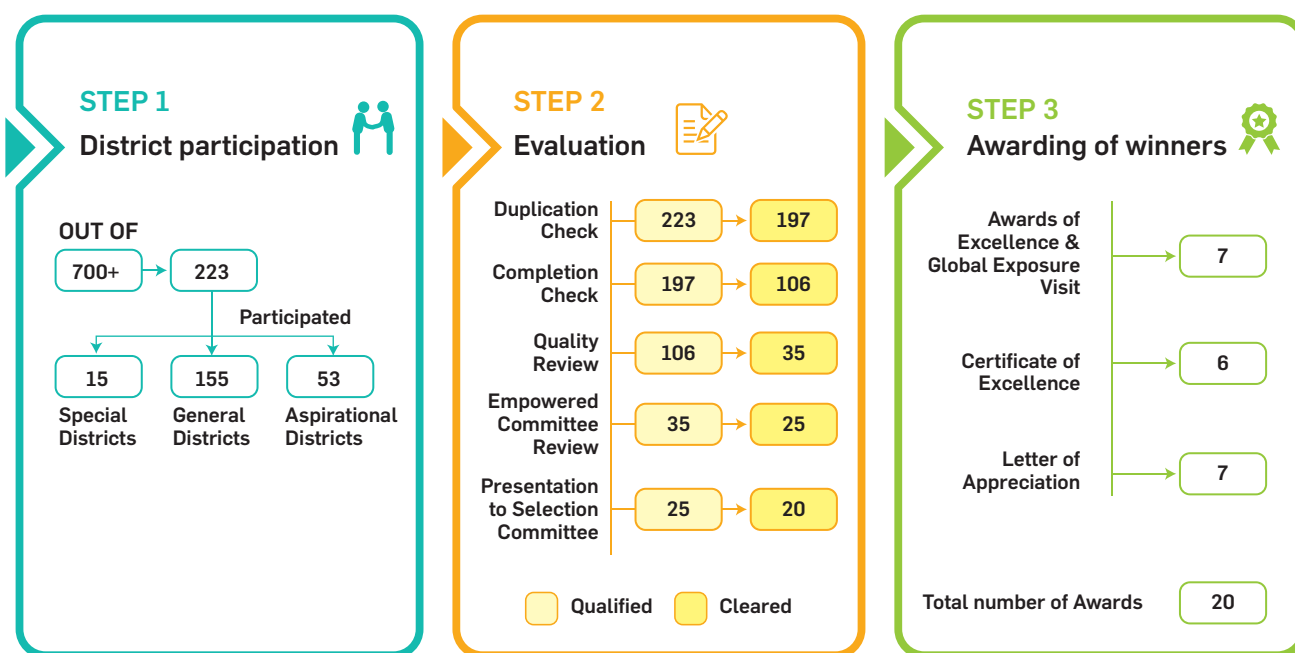 STEP 1
District participation
OUT OF
700+
223
Participated
15
155
53
Special
Districts
General
Districts
Aspirational
Districts
STEP 2
Evaluation
Duplication
Check
223
197
Completion
Check
197
106
Quality
Review
106
35
Empowered
Committee
Review
35
25
Presentation
to Selection
Committee
25
20
Qualified
Cleared
STEP 3
Awarding of winners
Awards of
Excellence &
Global Exposure
Visit
7
Certificate of
Excellence
6
Letter of
Appreciation
7
Total number of Awards
20